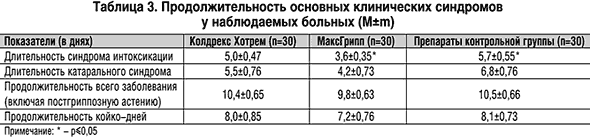 Таблица 3. Продолжительность основных клинических синдромов
у наблюдаемых больных (M±m)
Показатели (в днях) Колдрекс Хотрем (n=30) МаксГрипп (n=30) Препараты контрольной группы (n=30)
Длительность синдрома интоксикации 5,0±0,47 3,6±0,35* 5,7±0,55*
Длительность катарального синдрома 5,5±0,76 4,2±0,73 6,8±0,76
Продолжительность всего заболевания
(включая постгриппозную астению) 10,4±0,65 9,8±0,63 10,5±0,66
Продолжительность койко–дней 8,0±0,85 7,2±0,76 8,1±0,73
Примечание: * – p≤0,05